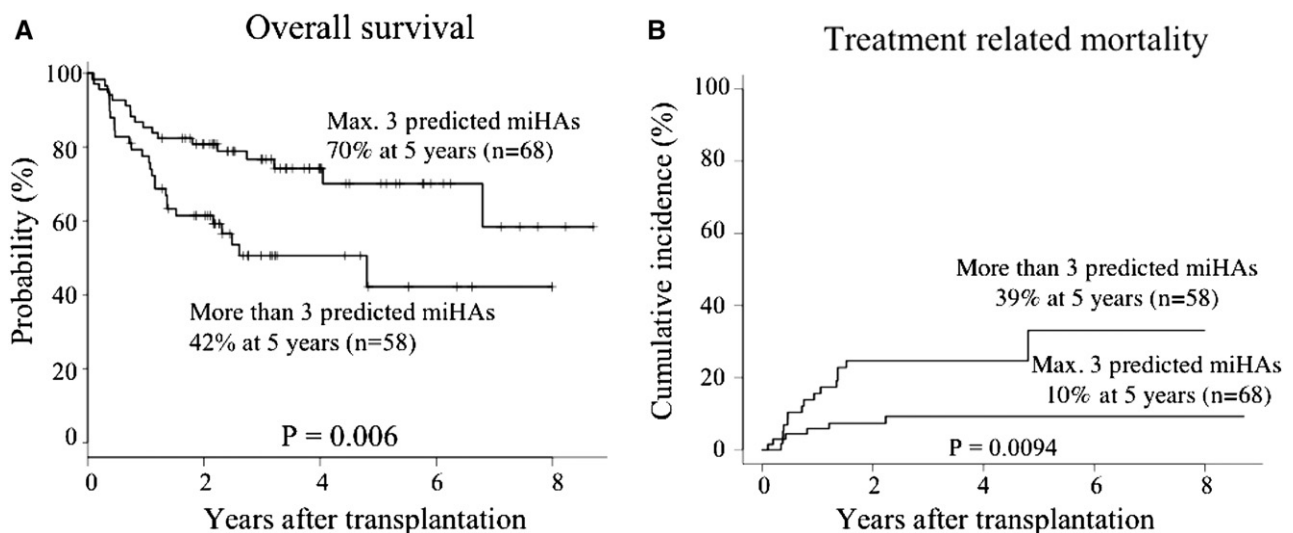 A
Overall survival
Probability (%)
100
80
60
40
20
0
Max. 3 predicted miHAs
70% at 5 years (n=68)
More than 3 predicted miHAs
42% at 5 years (n=58)
P = 0.006
0 2 4 6 8
Years after transplantation
B
Treatment related mortality
Cumulative incidence (%)
100
80
60
40
20
0
More than 3 predicted miHAs
39% at 5 years (n=58)
Max. 3 predicted miHAs
10% at 5 years (n=68)
P = 0.0094
0 2 4 6 8
Years after transplantation